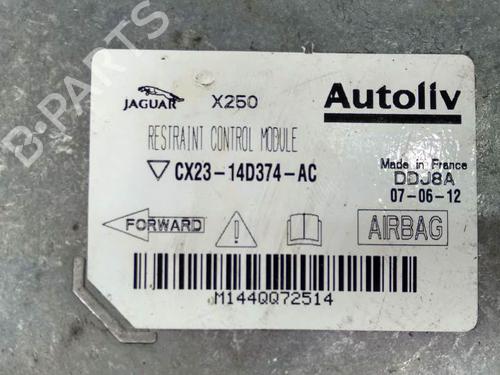 B-PARTS
JAGUAR X250 Autoliv
RESTRAINT CONTROL MODULE
CX23-14D374-AC
Made in France
DDJ8A
07-06-12
FORWARD AIRBAG
M144QQ72514